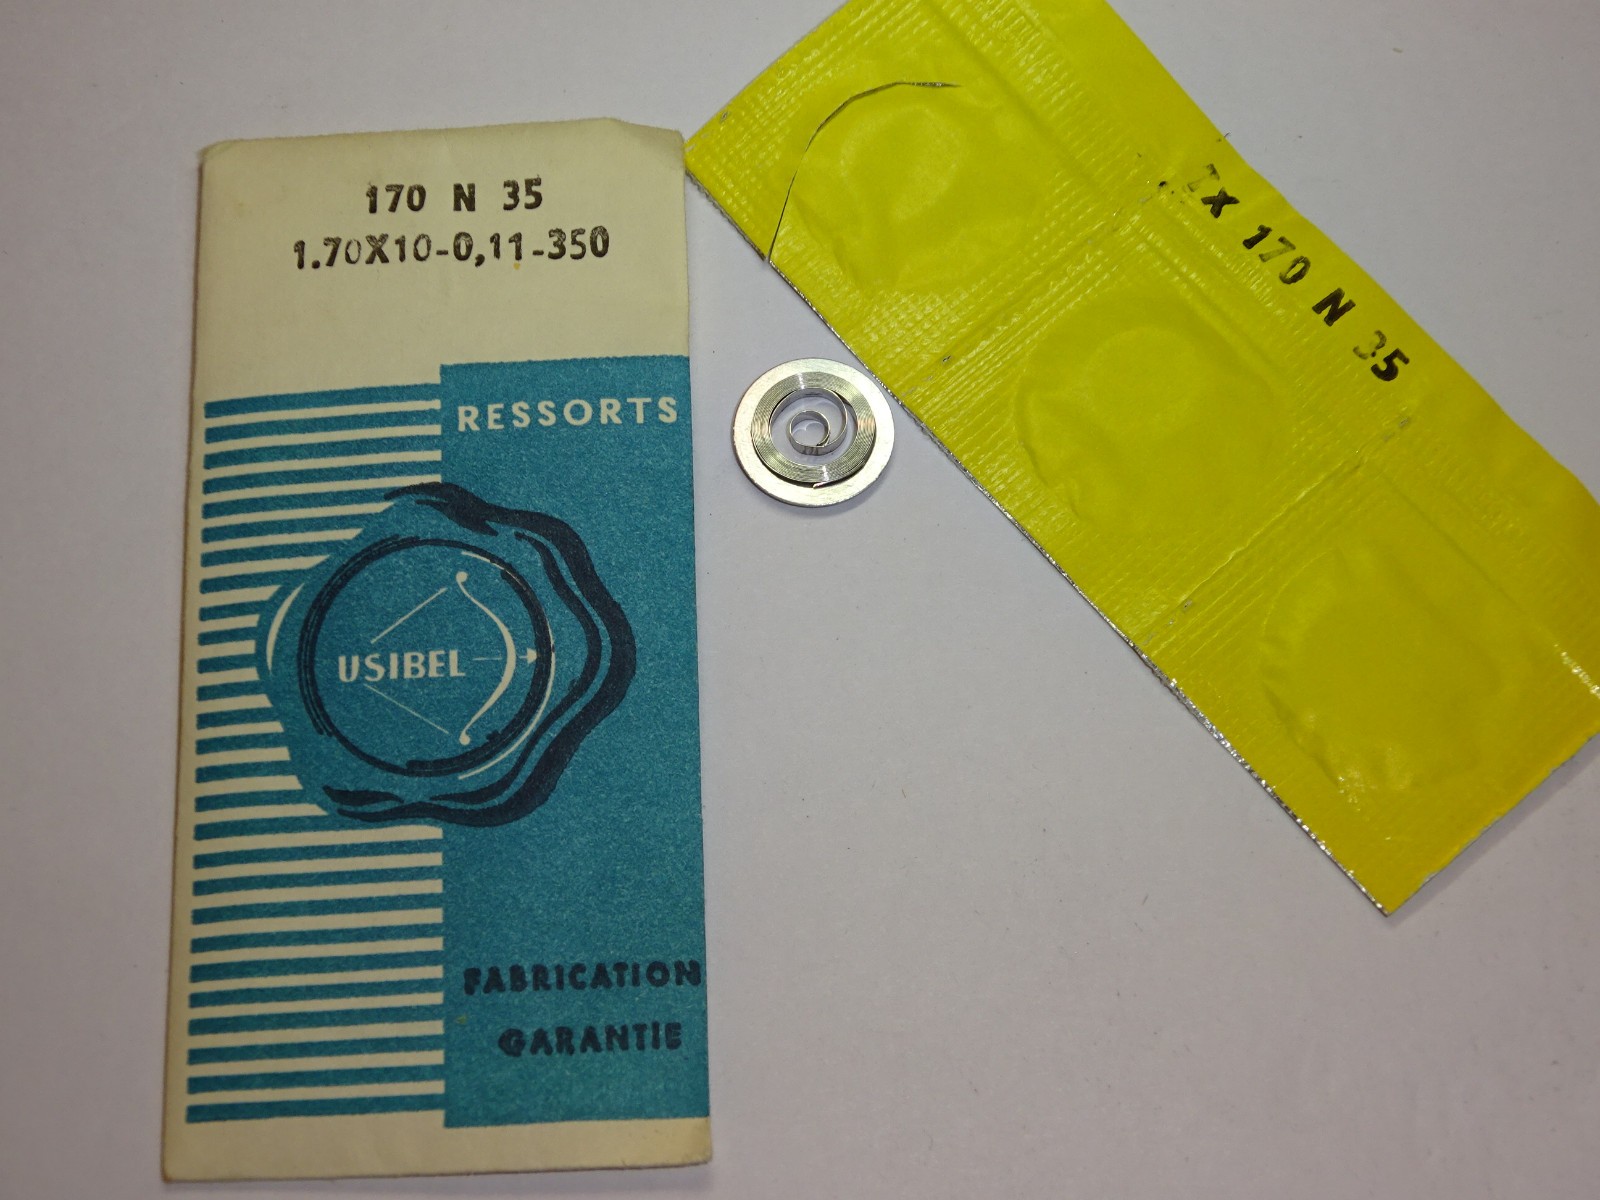 170 N 35
1.70X10-0,11-350
RESSORTS
USIBEL
FABRICATION
GARANTIE
X 170 N 35